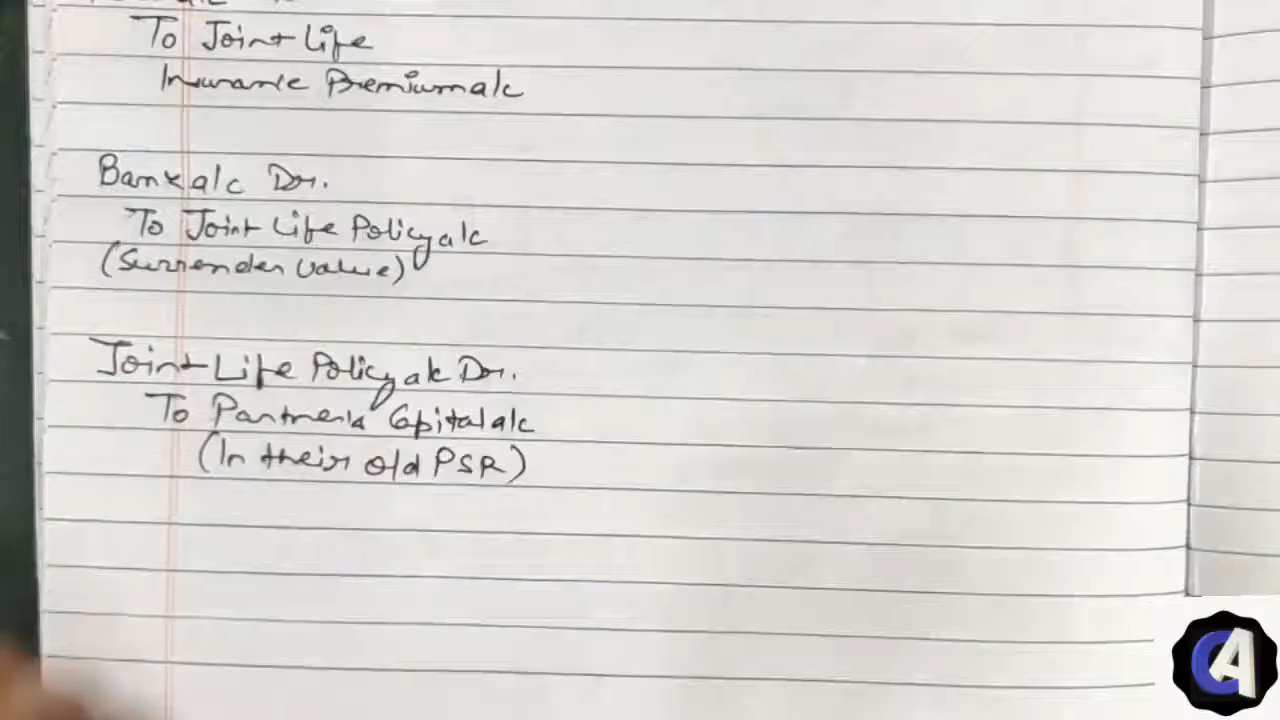 To Joint Life
Insurance Premium a/c
Bank a/c Dr.
To Joint Life Policy a/c
(Surrender value)
Joint Life Policy a/c Dr.
To Partners' Capital a/c
(In their old PSR)
CA